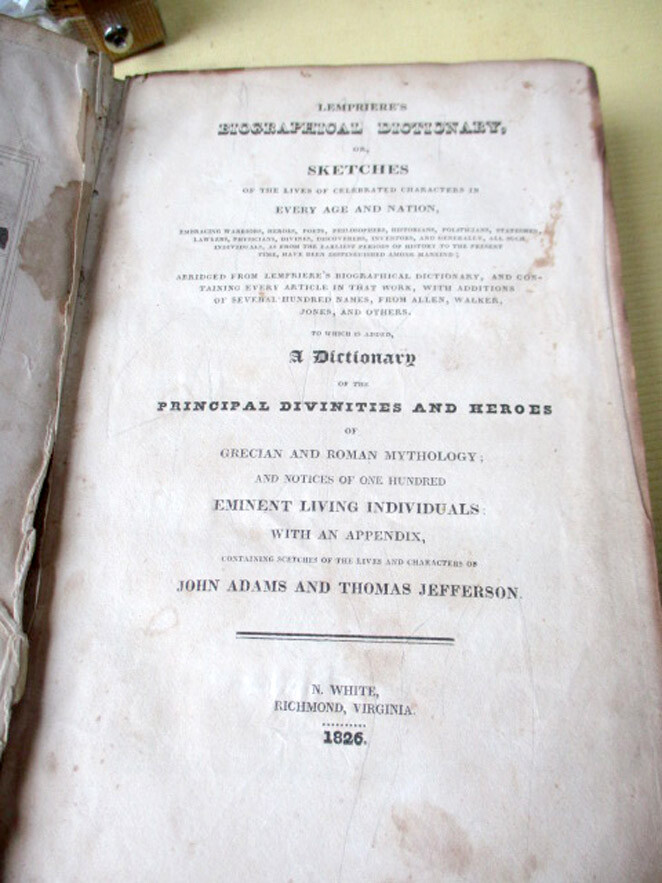 LEMPRIERE'S
BIOGRAPHICAL DICTIONARY,
OR,
SKETCHES
OF THE LIVES OF CELEBRATED CHARACTERS IN
EVERY AGE AND NATION,
EMBRACING WARRIORS, HEROES, POETS, PHILOSOPHERS, HISTORIANS, POLITICIANS, STATESMEN,
LAWYERS, PHYSICIANS, DIVINES, DISCOVERERS, INVENTORS, AND GENERALLY, ALL SUCH
INDIVIDUALS, AS FROM THE EARLIEST PERIODS OF HISTORY TO THE PRESENT
TIME, HAVE BEEN DISTINGUISHED AMONG MANKIND;
ABRIDGED FROM LEMPRIERE'S BIOGRAPHICAL DICTIONARY, AND CON-
TAINING EVERY ARTICLE IN THAT WORK, WITH ADDITIONS
OF SEVERAL HUNDRED NAMES, FROM ALLEN, WALKER,
JONES, AND OTHERS.
TO WHICH IS ADDED,
A Dictionary
OF THE
PRINCIPAL DIVINITIES AND HEROES
OF
GRECIAN AND ROMAN MYTHOLOGY;
AND NOTICES OF ONE HUNDRED
EMINENT LIVING INDIVIDUALS:
WITH AN APPENDIX,
CONTAINING SCETCHES OF THE LIVES AND CHARACTERS OF
JOHN ADAMS AND THOMAS JEFFERSON.
N. WHITE,
RICHMOND, VIRGINIA.
1826.